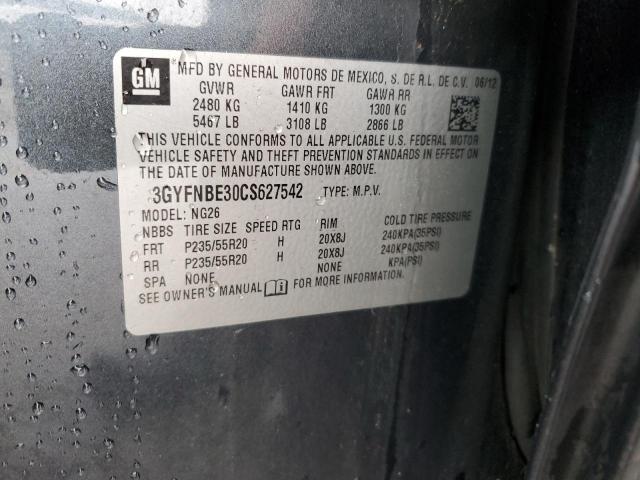 GM
MFD BY GENERAL MOTORS DE MEXICO, S. DE R.L. DE C.V. 06/12
GVWR GAWR FRT GAWR RR
2480 KG 1410 KG 1300 KG
5467 LB 3108 LB 2866 LB
THIS VEHICLE CONFORMS TO ALL APPLICABLE U.S. FEDERAL MOTOR
VEHICLE SAFETY AND THEFT PREVENTION STANDARDS IN EFFECT ON
THE DATE OF MANUFACTURE SHOWN ABOVE.
3GYFNBE30CS627542 TYPE: M.P.V.
MODEL: NG26
NBBS TIRE SIZE SPEED RTG RIM COLD TIRE PRESSURE
FRT P235/55R20 H 20X8J 240KPA(35PSI)
RR P235/55R20 H 20X8J 240KPA(35PSI)
SPA NONE NONE KPA(PSI)
SEE OWNER'S MANUAL FOR MORE INFORMATION.